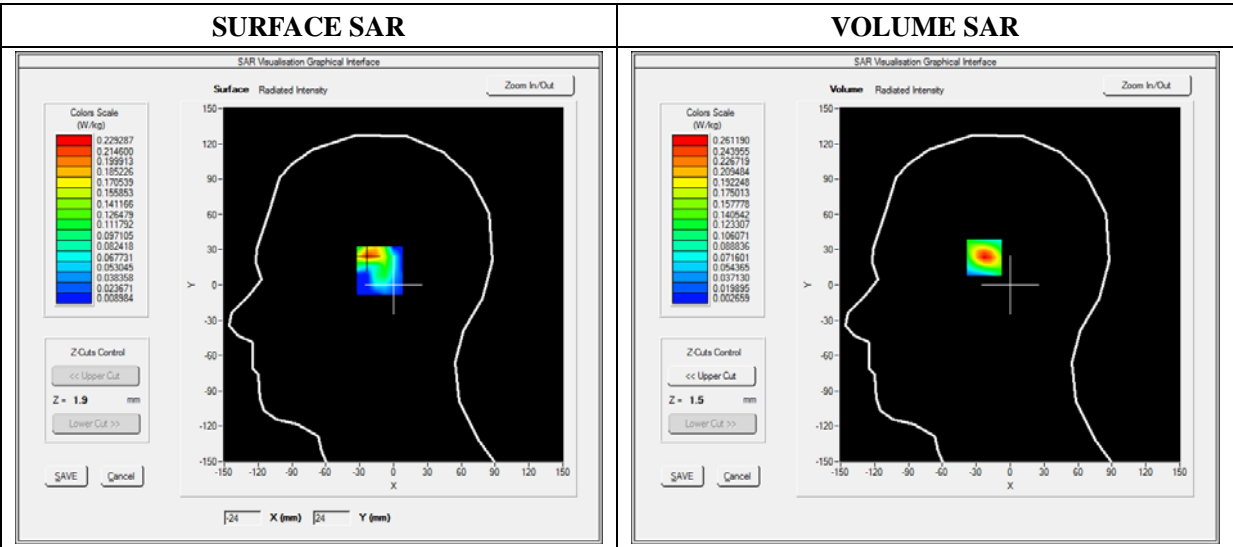 SURFACE SAR
SAR Visualisation Graphical Interface
Surface Radiated Intensity
Zoom In/Out
Colors Scale
(W/kg)
0.229287
0.214600
0.199913
0.185226
0.170539
0.155853
0.141166
0.126479
0.111792
0.097105
0.082418
0.067731
0.053045
0.038358
0.023671
0.008984
Z-Cuts Control
<< Upper Cut
Z = 1.9 mm
Lower Cut >>
SAVE Cancel
150
120
90
60
30
0
-30
-60
-90
-120
-150
Y
-150 -120 -90 -60 -30 0 30 60 90 120 150
X
-24 X (mm) 24 Y (mm)
VOLUME SAR
SAR Visualisation Graphical Interface
Volume Radiated Intensity
Zoom In/Out
Colors Scale
(W/kg)
0.261190
0.243955
0.226719
0.209484
0.192248
0.175013
0.157778
0.140542
0.123307
0.106071
0.088836
0.071601
0.054365
0.037130
0.019895
0.002659
Z-Cuts Control
<< Upper Cut
Z = 1.5 mm
Lower Cut >>
SAVE Cancel
150
120
90
60
30
0
-30
-60
-90
-120
-150
Y
-150 -120 -90 -60 -30 0 30 60 90 120 150
X